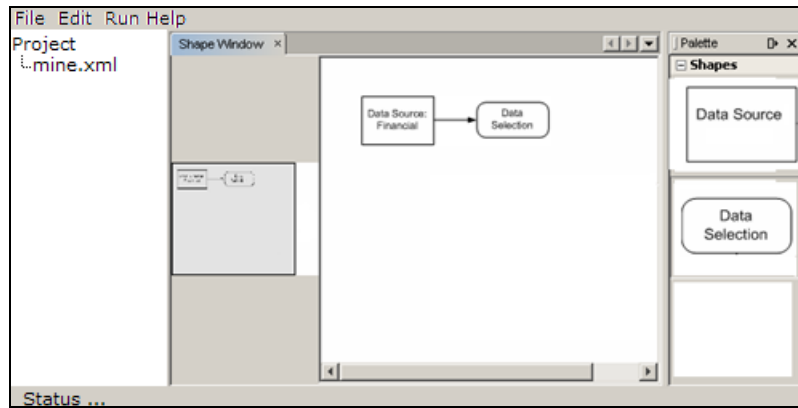 File Edit Run Help
Project
mine.xml
Shape Window
Palette
Shapes
Data Source:
Financial
Data
Selection
Data Source
Data
Selection
Status ...